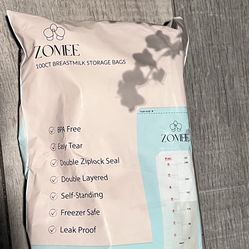 ZOMEE
100CT BREASTMILK STORAGE BAGS
BPA Free
Easy Tear
Double Ziplock Seal
Double Layered
Self-Standing
Freezer Safe
Leak Proof
ZOMEE